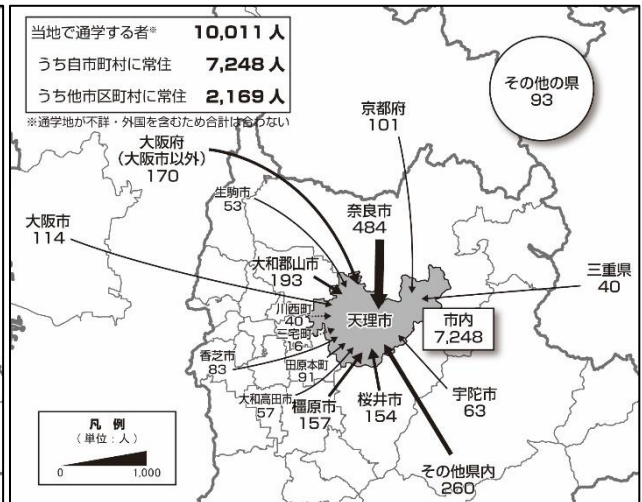 当地で通学する者※ 10,011 人
うち自市町村に常住 7,248 人
うち他市区町村に常住 2,169 人
※通学地が不詳・外国を含むため合計は合わない
その他の県
93
京都府
101
大阪府
(大阪市以外)
170
生駒市
53
奈良市
484
大阪市
114
大和郡山市
193
三重県
40
川西町
40
天理市
市内
7,248
三宅町
16
香芝市
83
田原本町
91
宇陀市
63
大和高田市
57
橿原市
157
桜井市
154
その他県内
260
凡 例
(単位:人)
0 1,000